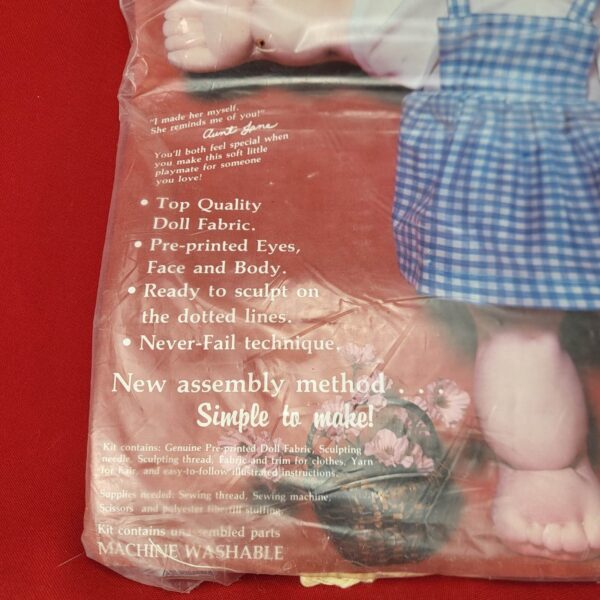 "I made her myself.
She reminds me of you!"
Aunt Jane
You'll both feel special when
you make this soft little
playmate for someone
you love!
• Top Quality
Doll Fabric.
• Pre-printed Eyes,
Face and Body.
• Ready to sculpt on
the dotted lines.
• Never-Fail technique.
New assembly method . .
Simple to make!
Kit contains: Genuine Pre-printed Doll Fabric, Sculpting
needle, Sculpting thread, Fabric and trim for clothes, Yarn
for hair, and easy-to-follow illustrated instructions.
Supplies needed: Sewing thread, Sewing machine,
Scissors and polyester fiberfill stuffing.
Kit contains unassembled parts
MACHINE WASHABLE